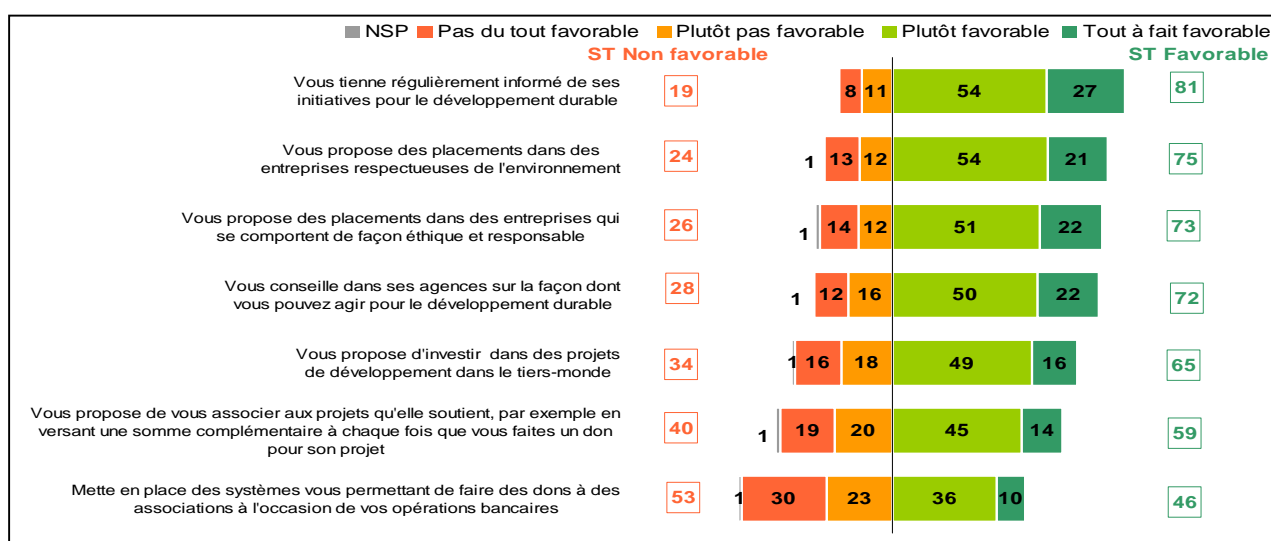 NSP Pas du tout favorable Plutôt pas favorable Plutôt favorable Tout à fait favorable
ST Non favorable ST Favorable
Vous tienne régulièrement informé de ses
initiatives pour le développement durable
19 8 11 54 27 81
Vous propose des placements dans des
entreprises respectueuses de l'environnement
24 1 13 12 54 21 75
Vous propose des placements dans des entreprises qui
se comportent de façon éthique et responsable
26 1 14 12 51 22 73
Vous conseille dans ses agences sur la façon dont
vous pouvez agir pour le développement durable
28 1 12 16 50 22 72
Vous propose d'investir dans des projets
de développement dans le tiers-monde
34 1 16 18 49 16 65
Vous propose de vous associer aux projets qu'elle soutient, par exemple en
versant une somme complémentaire à chaque fois que vous faites un don
pour son projet
40 1 19 20 45 14 59
Mette en place des systèmes vous permettant de faire des dons à des
associations à l'occasion de vos opérations bancaires
53 1 30 23 36 10 46